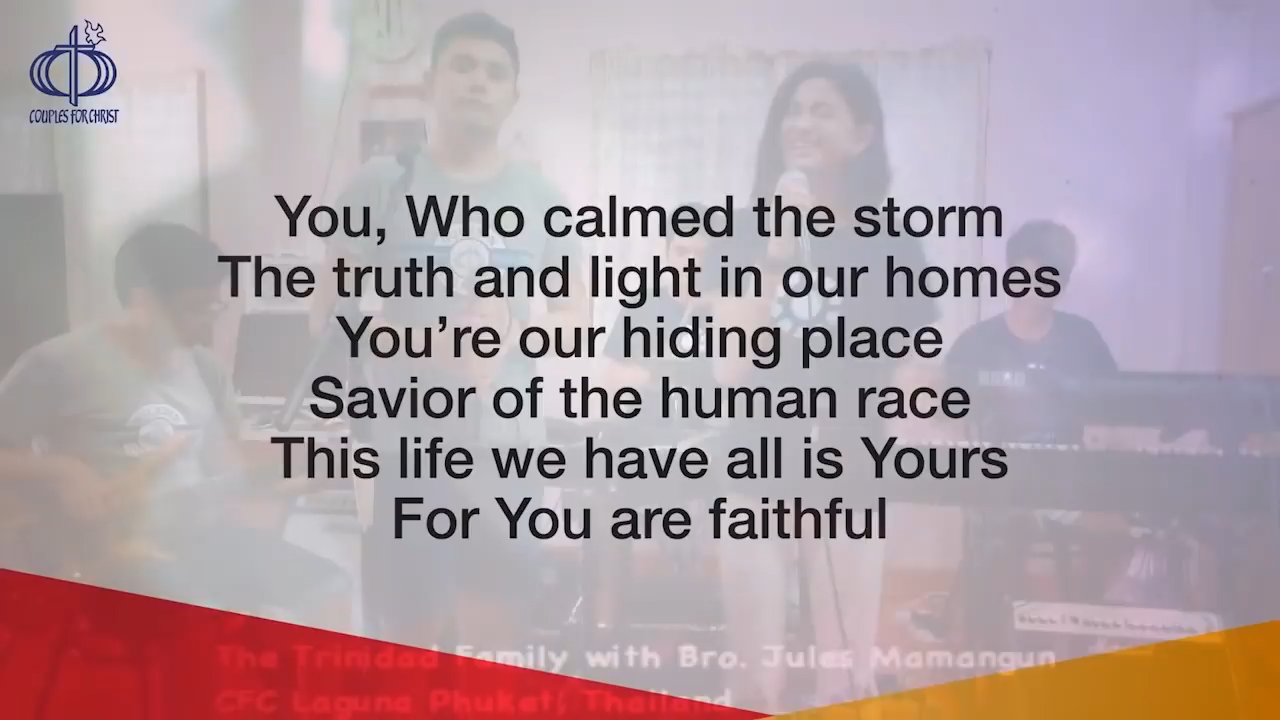 COUPLES FOR CHRIST
You, Who calmed the storm
The truth and light in our homes
You're our hiding place
Savior of the human race
This life we have all is Yours
For You are faithful
The Trinidad Family with Bro. Jules Mamangun
CFC Laguna Phuket, Thailand